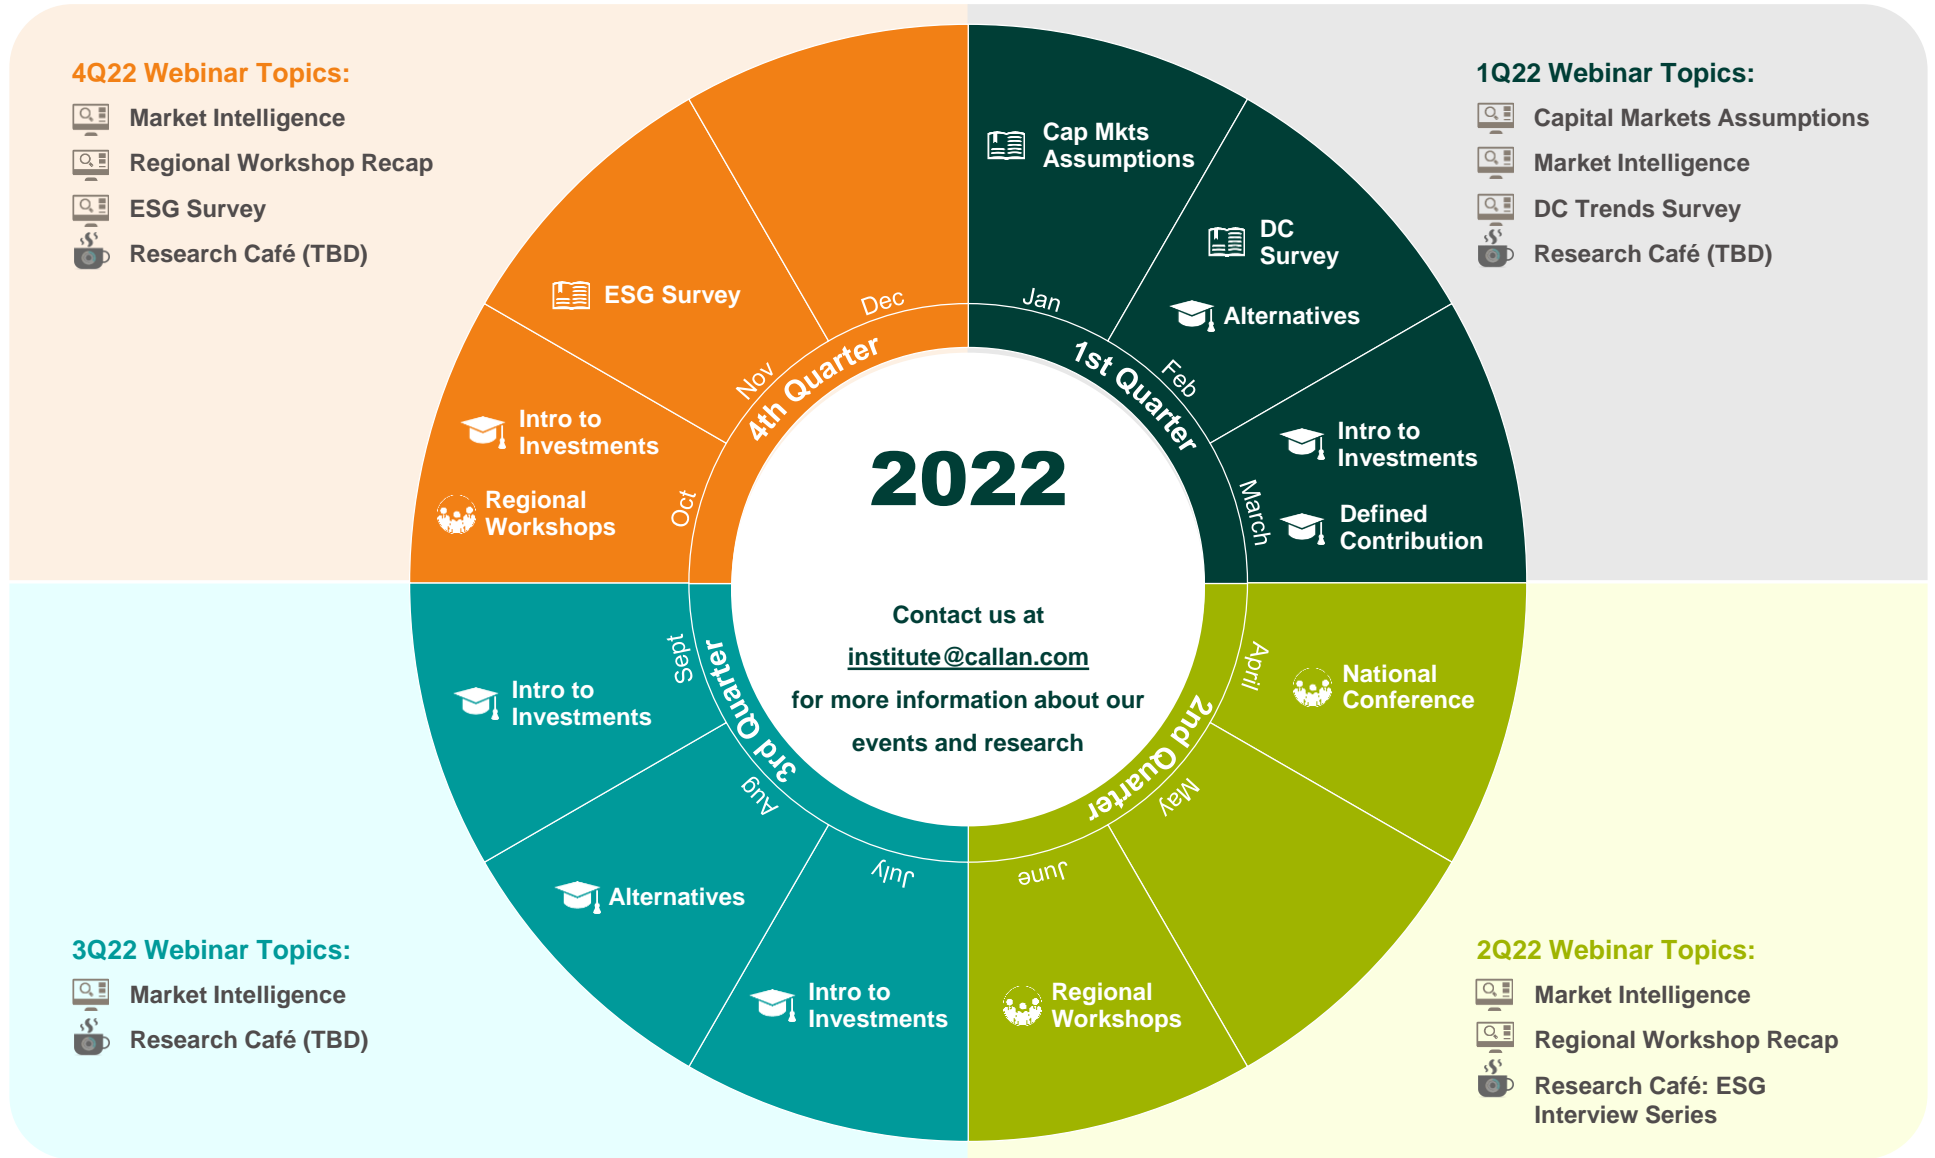 4Q22 Webinar Topics:
Market Intelligence
Regional Workshop Recap
ESG Survey
Research Café (TBD)
1Q22 Webinar Topics:
Capital Markets Assumptions
Market Intelligence
DC Trends Survey
Research Café (TBD)
Cap Mkts
Assumptions
Jan
DC
Survey
Alternatives
Feb
Intro to
Investments
Defined
Contribution
March
1st Quarter
National
Conference
April
May
Regional
Workshops
June
2nd Quarter
Intro to
Investments
July
Alternatives
Aug
Intro to
Investments
Sept
3rd Quarter
Intro to
Investments
Regional
Workshops
Oct
ESG Survey
Nov
Dec
4th Quarter
2022
Contact us at
institute@callan.com
for more information about our
events and research
3Q22 Webinar Topics:
Market Intelligence
Research Café (TBD)
2Q22 Webinar Topics:
Market Intelligence
Regional Workshop Recap
Research Café: ESG
Interview Series